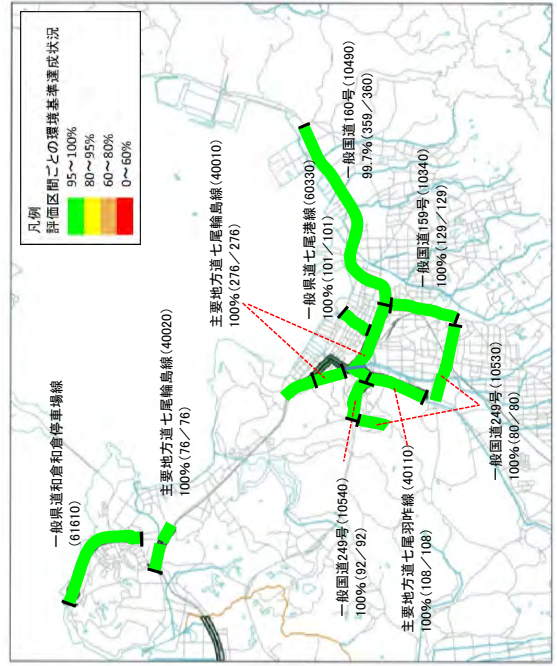 凡例
評価区間ごとの環境基準達成状況
95～100%
80～95%
60～80%
0～60%
一般県道和倉和倉停車場線
(61610)
主要地方道七尾輪島線(40020)
100%(76／76)
主要地方道七尾輪島線(40010)
100%(276／276)
一般県道七尾港線(60330)
100%(101／101)
一般国道160号(10490)
99.7%(359／360)
一般国道159号(10340)
100%(129／129)
一般国道249号(10540)
100%(92／92)
主要地方道七尾羽咋線(40110)
100%(108／108)
一般国道249号(10530)
100%(80／80)